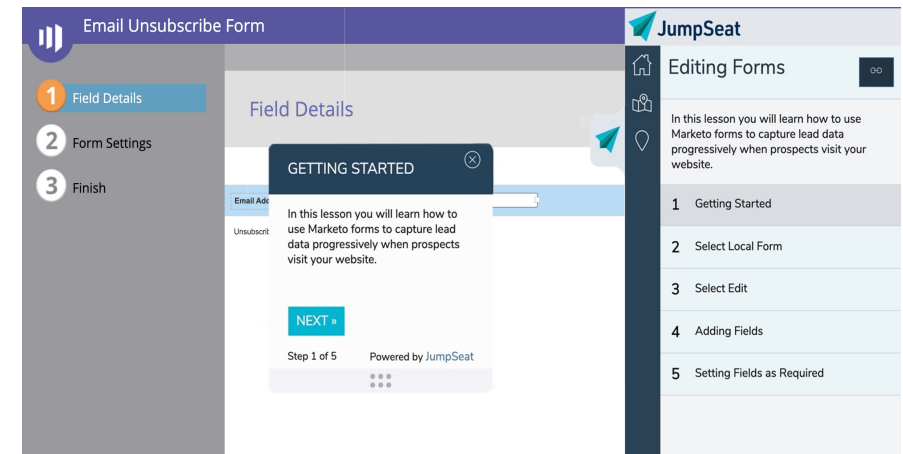 Email Unsubscribe Form
1 Field Details
2 Form Settings
3 Finish
Field Details
Email Add
Unsubscrib
GETTING STARTED
In this lesson you will learn how to
use Marketo forms to capture lead
data progressively when prospects
visit your website.
NEXT »
Step 1 of 5 Powered by JumpSeat
JumpSeat
Editing Forms
In this lesson you will learn how to use
Marketo forms to capture lead data
progressively when prospects visit your
website.
1 Getting Started
2 Select Local Form
3 Select Edit
4 Adding Fields
5 Setting Fields as Required